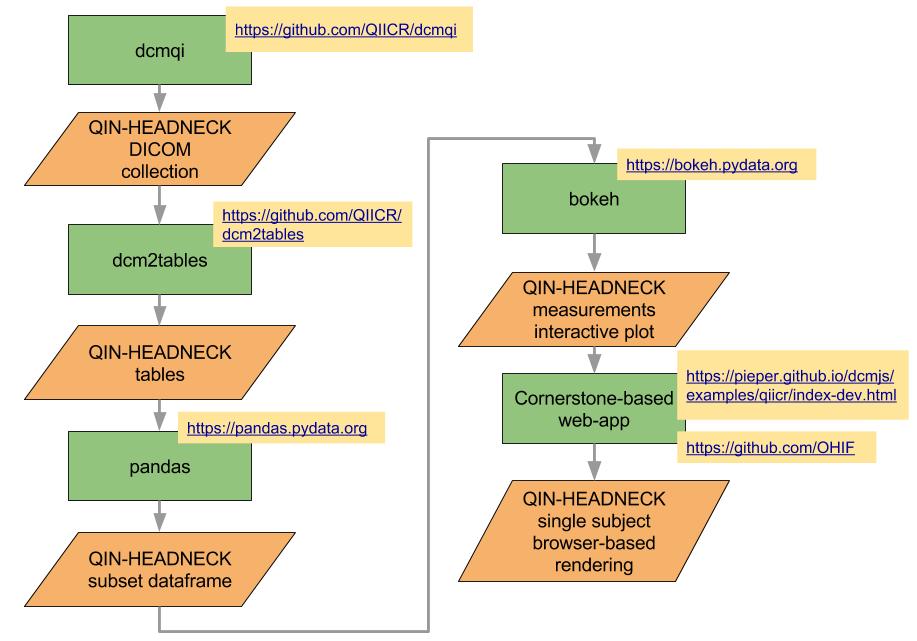 dcmqi
https://github.com/QIICR/dcmqi
QIN-HEADNECK
DICOM
collection
dcm2tables
https://github.com/QIICR/
dcm2tables
QIN-HEADNECK
tables
pandas
https://pandas.pydata.org
QIN-HEADNECK
subset dataframe
bokeh
https://bokeh.pydata.org
QIN-HEADNECK
measurements
interactive plot
Cornerstone-based
web-app
https://pieper.github.io/dcmjs/
examples/qiicr/index-dev.html
https://github.com/OHIF
QIN-HEADNECK
single subject
browser-based
rendering